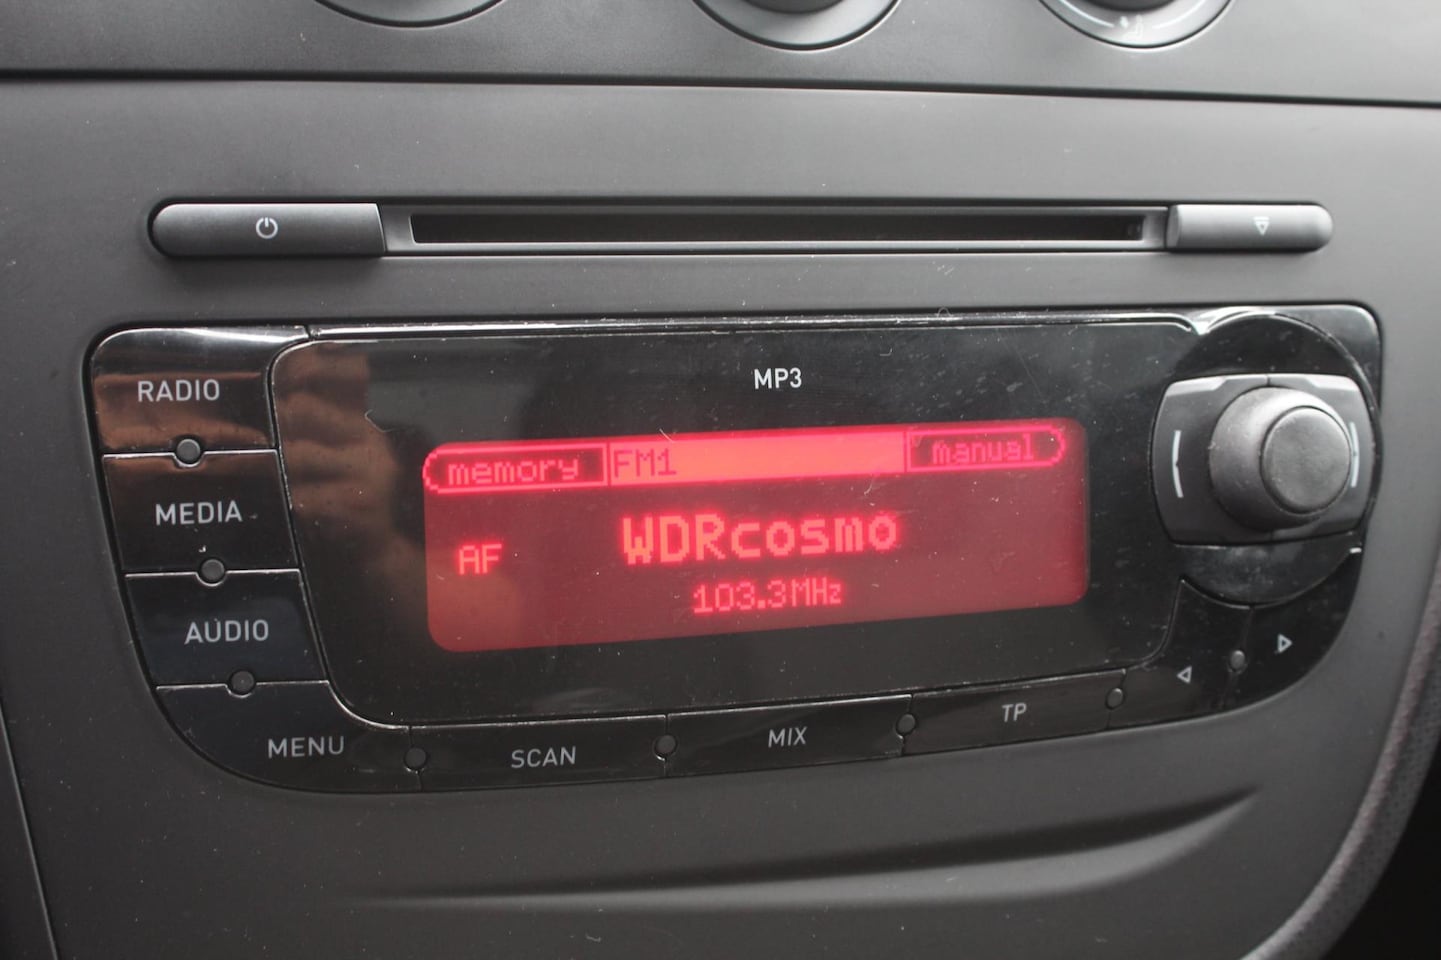 MP3
RADIO
memory FM1 manual
MEDIA
AF WDRcosmo
103.3MHz
AUDIO
MENU SCAN MIX TP